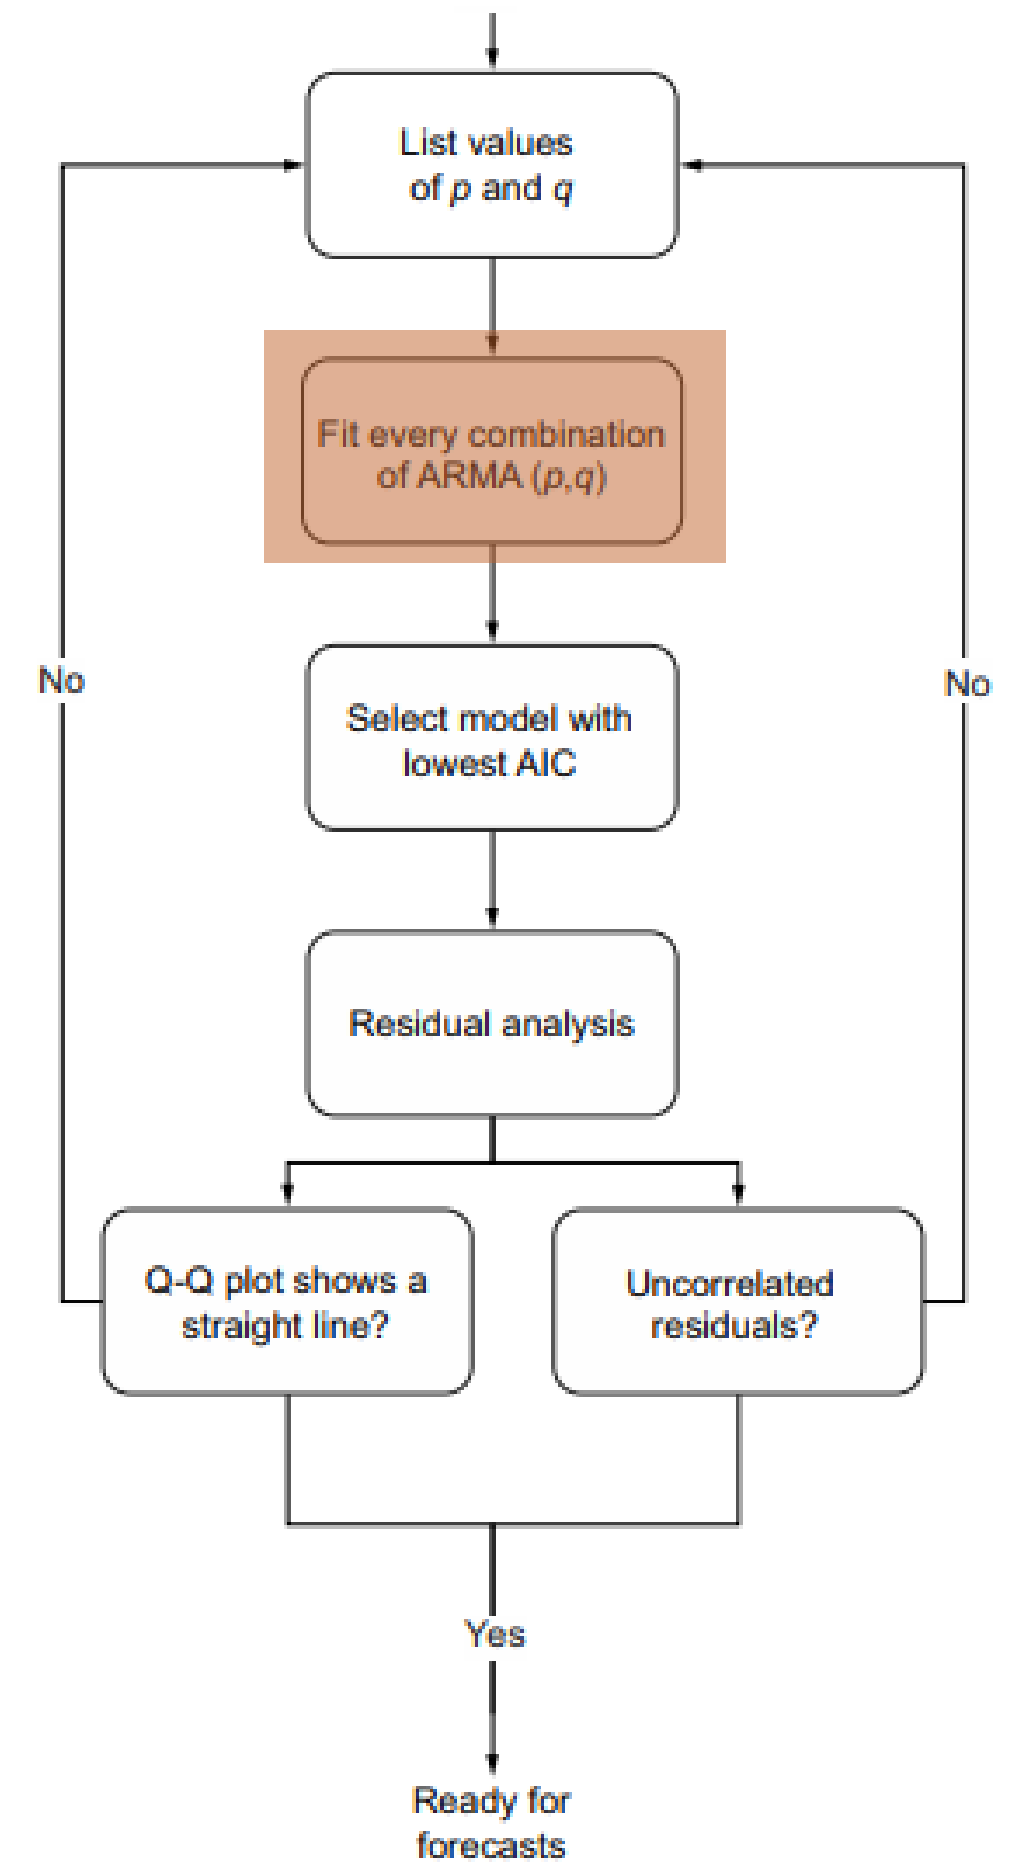 List values
of p and q
Fit every combination
of ARMA (p,q)
Select model with
lowest AIC
No
No
Residual analysis
Q-Q plot shows a
straight line?
Uncorrelated
residuals?
Yes
Ready for
forecasts